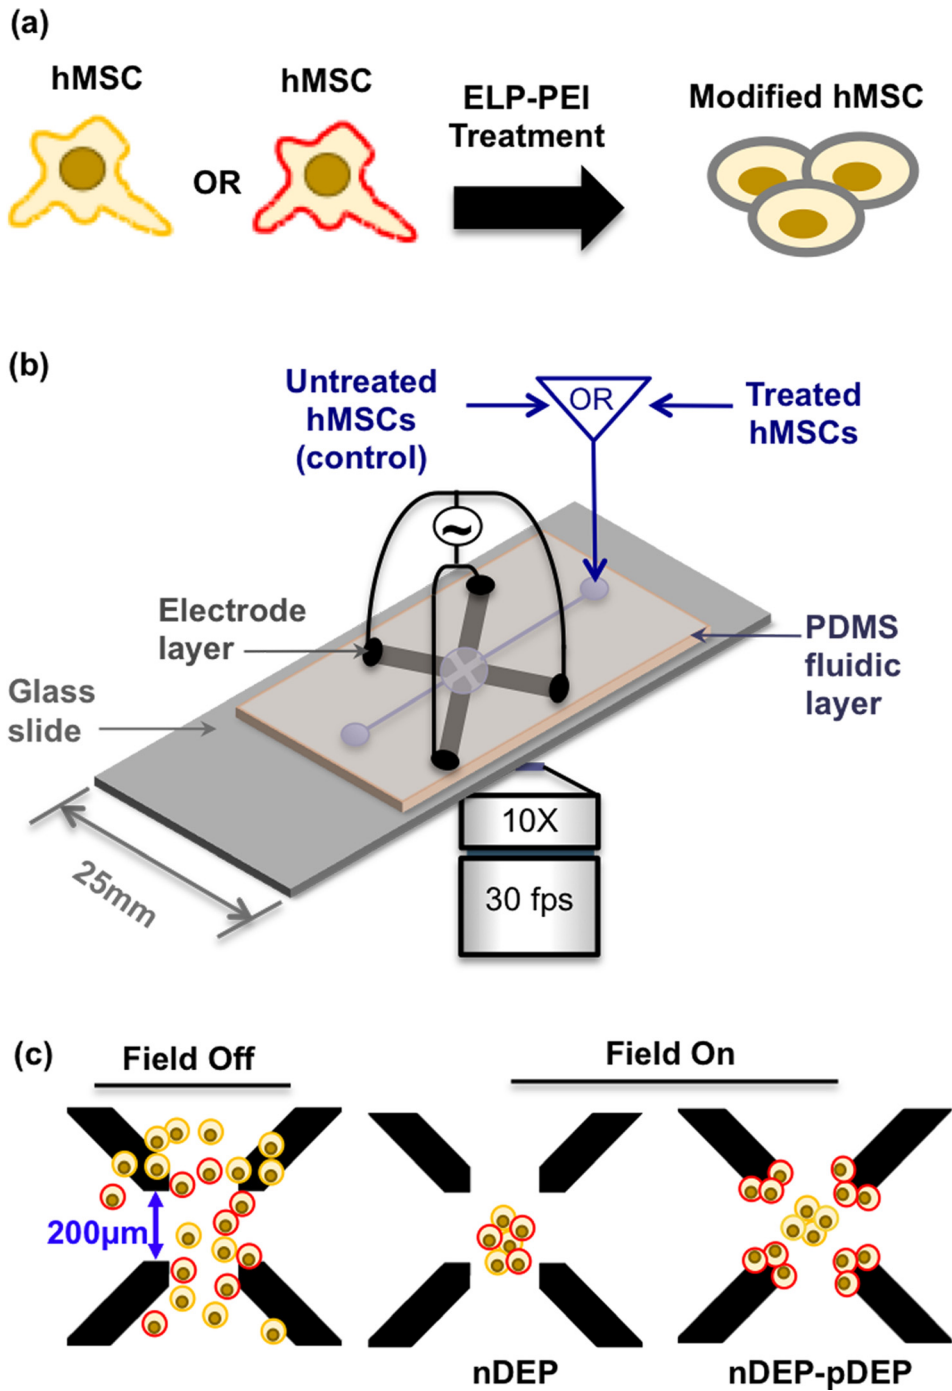 (a)
hMSC
OR
hMSC
ELP-PEI
Treatment
Modified hMSC
(b)
Untreated
hMSCs
(control)
OR
Treated
hMSCs
~
Electrode
layer
Glass
slide
PDMS
fluidic
layer
25mm
10X
30 fps
(c)
Field Off
Field On
200μm
nDEP
nDEP-pDEP